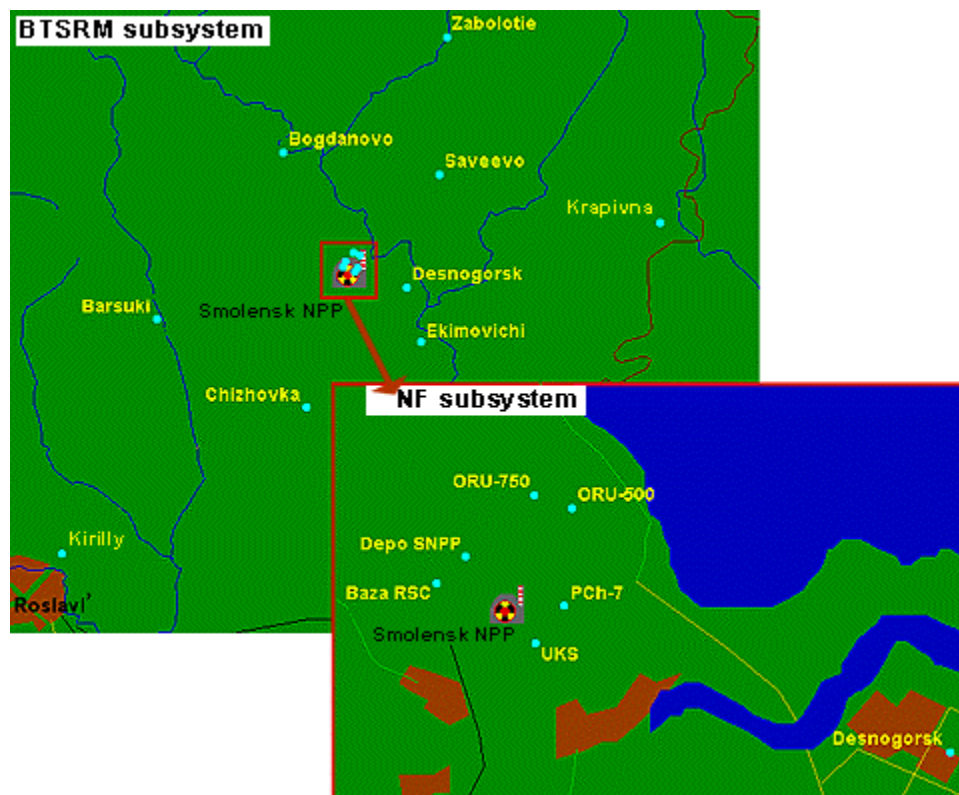 BTSRM subsystem
Zabolotie
Bogdanovo
Saveevo
Krapivna
Desnogorsk
Barsuki
Smolensk NPP
Ekimovichi
Chizhovka
NF subsystem
ORU-750
ORU-500
Kirilly
Depo SNPP
Baza RSC
PCh-7
Roslavl'
Smolensk NPP
UKS
Desnogorsk